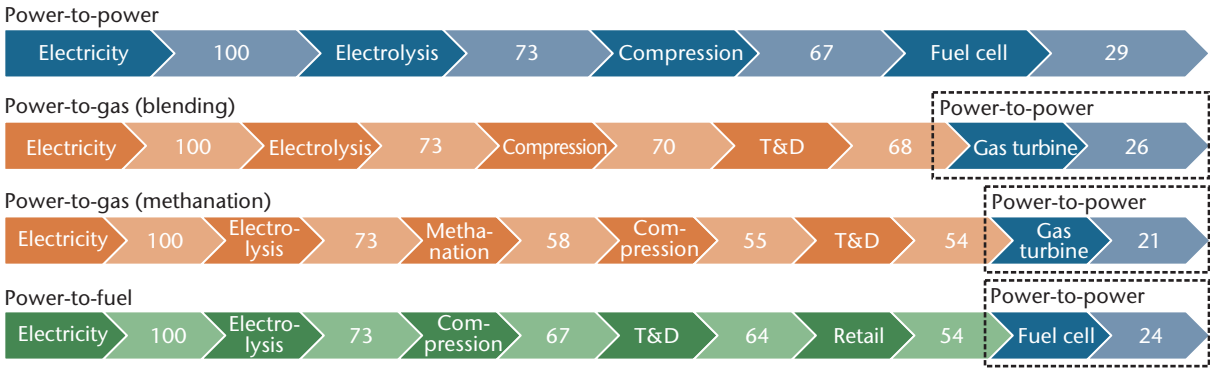 Power-to-power
Electricity 100 Electrolysis 73 Compression 67 Fuel cell 29
Power-to-gas (blending)
Power-to-power
Electricity 100 Electrolysis 73 Compression 70 T&D 68 Gas turbine 26
Power-to-gas (methanation)
Power-to-power
Electricity 100 Electro-
lysis 73 Metha-
nation 58 Com-
pression 55 T&D 54 Gas
turbine 21
Power-to-fuel
Power-to-power
Electricity 100 Electro-
lysis 73 Com-
pression 67 T&D 64 Retail 54 Fuel cell 24